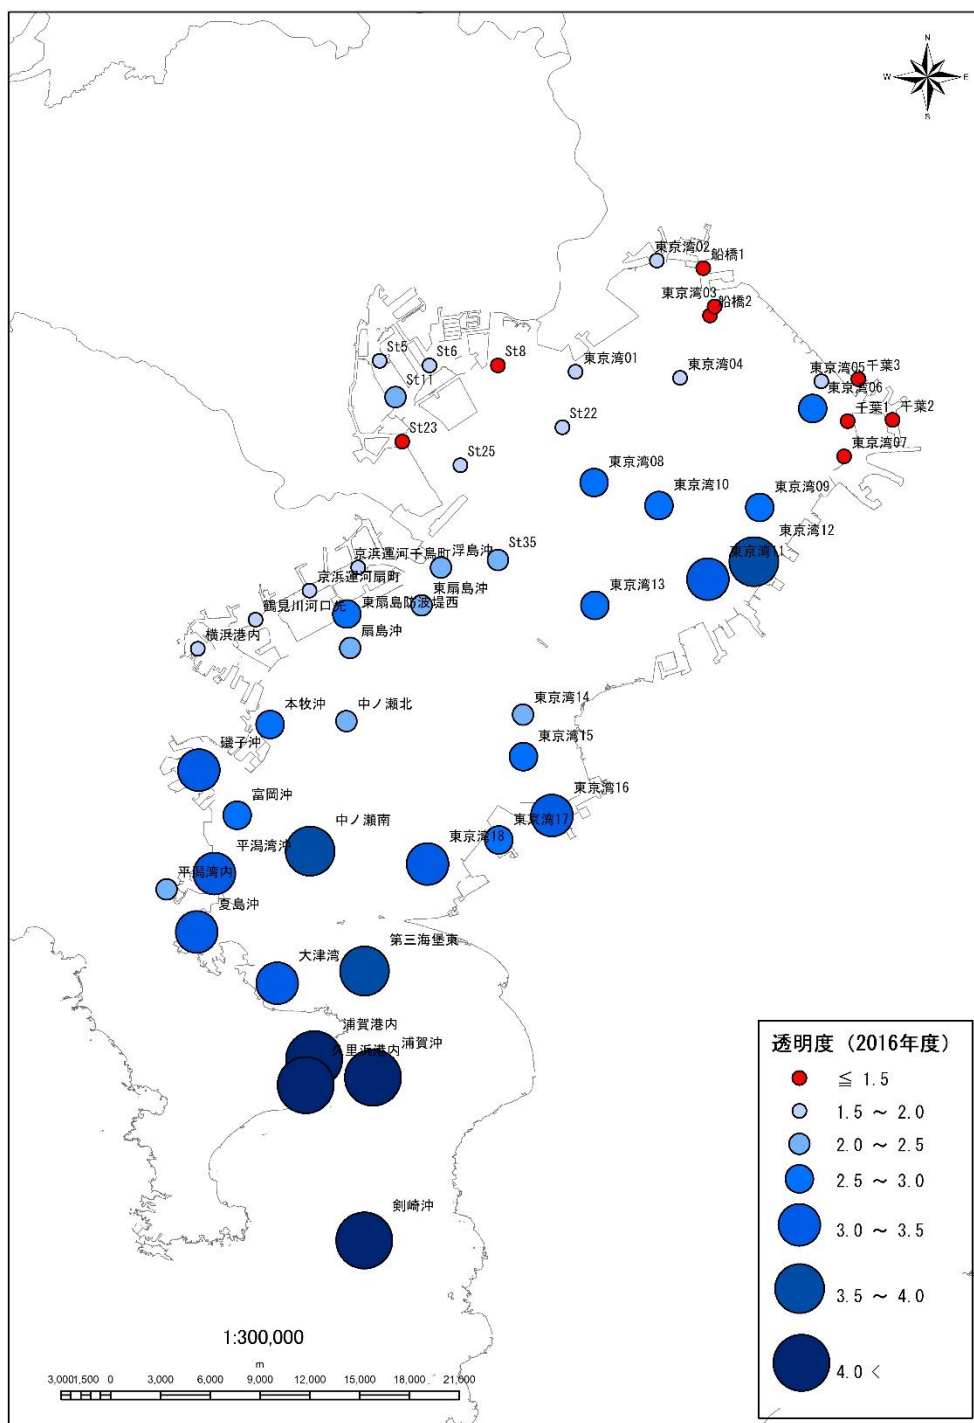 N
W E
S
東京湾02
船橋1
東京湾03
船橋2
St5
St6
St8
東京湾01
東京湾04
東京湾05
千葉3
東京湾06
St11
千葉1
千葉2
St22
St23
東京湾07
St25
東京湾08
東京湾10
東京湾09
東京湾12
京浜運河千鳥町
浮島沖
St35
東京湾11
京浜運河扇町
東扇島沖
東京湾13
鶴見川河口先
東扇島防波堤西
横浜港内
扇島沖
本牧沖
中ノ瀬北
東京湾14
磯子沖
東京湾15
富岡沖
東京湾16
中ノ瀬南
東京湾17
平潟湾沖
東京湾18
平潟湾内
夏島沖
第三海堡東
大津湾
浦賀港内
久里浜港内
浦賀沖
剣崎沖
透明度（2016年度）
≦ 1.5
1.5 ～ 2.0
2.0 ～ 2.5
2.5 ～ 3.0
3.0 ～ 3.5
3.5 ～ 4.0
4.0 <
1:300,000
m
3,000 1,500 0 3,000 6,000 9,000 12,000 15,000 18,000 21,000